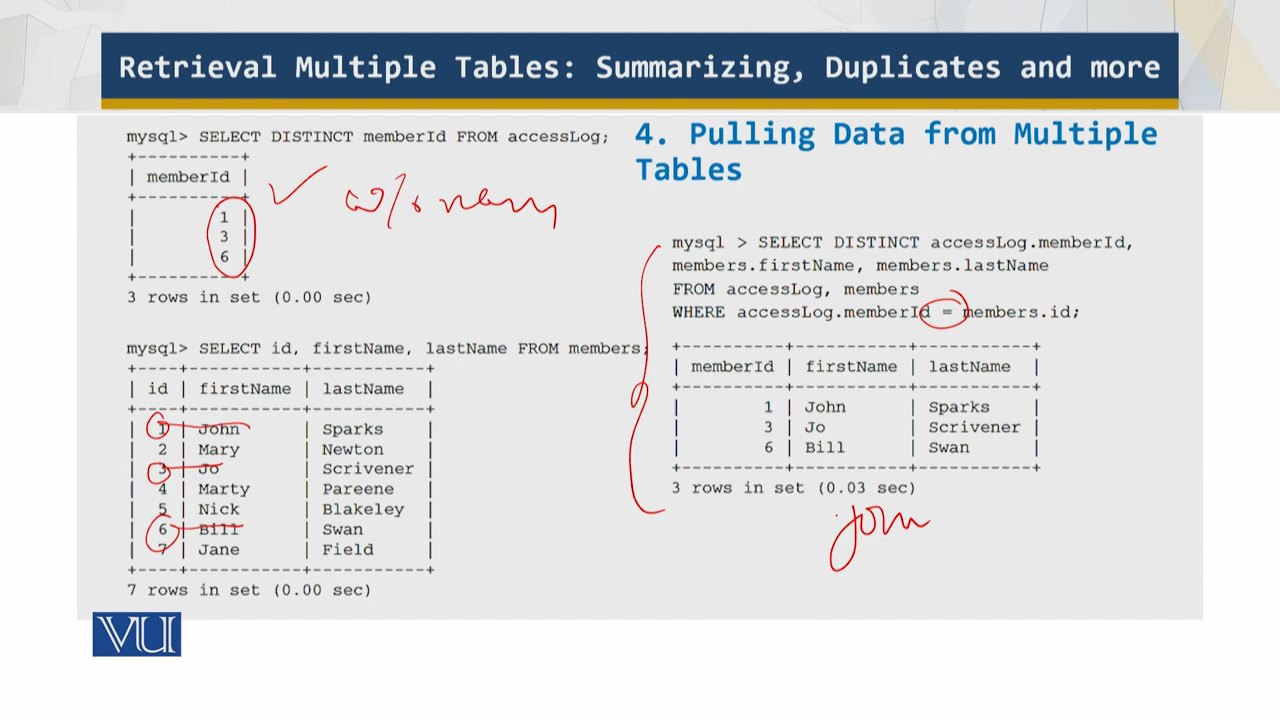 Retrieval Multiple Tables: Summarizing, Duplicates and more
mysql> SELECT DISTINCT memberId FROM accessLog;
+----------+
| memberId |
+----------+
| 1 |
| 3 |
| 6 |
+----------+
3 rows in set (0.00 sec)
w/o
mysql> SELECT id, firstName, lastName FROM members;
+----+-----------+-----------+
| id | firstName | lastName |
+----+-----------+-----------+
| 1 | John | Sparks |
| 2 | Mary | Newton |
| 3 | Jo | Scrivener |
| 4 | Marty | Pareene |
| 5 | Nick | Blakeley |
| 6 | Bill | Swan |
| 7 | Jane | Field |
+----+-----------+-----------+
7 rows in set (0.00 sec)
4. Pulling Data from Multiple
Tables
mysql > SELECT DISTINCT accessLog.memberId,
members.firstName, members.lastName
FROM accessLog, members
WHERE accessLog.memberId = members.id;
+----------+-----------+-----------+
| memberId | firstName | lastName |
+----------+-----------+-----------+
| 1 | John | Sparks |
| 3 | Jo | Scrivener |
| 6 | Bill | Swan |
+----------+-----------+-----------+
3 rows in set (0.03 sec)
VU